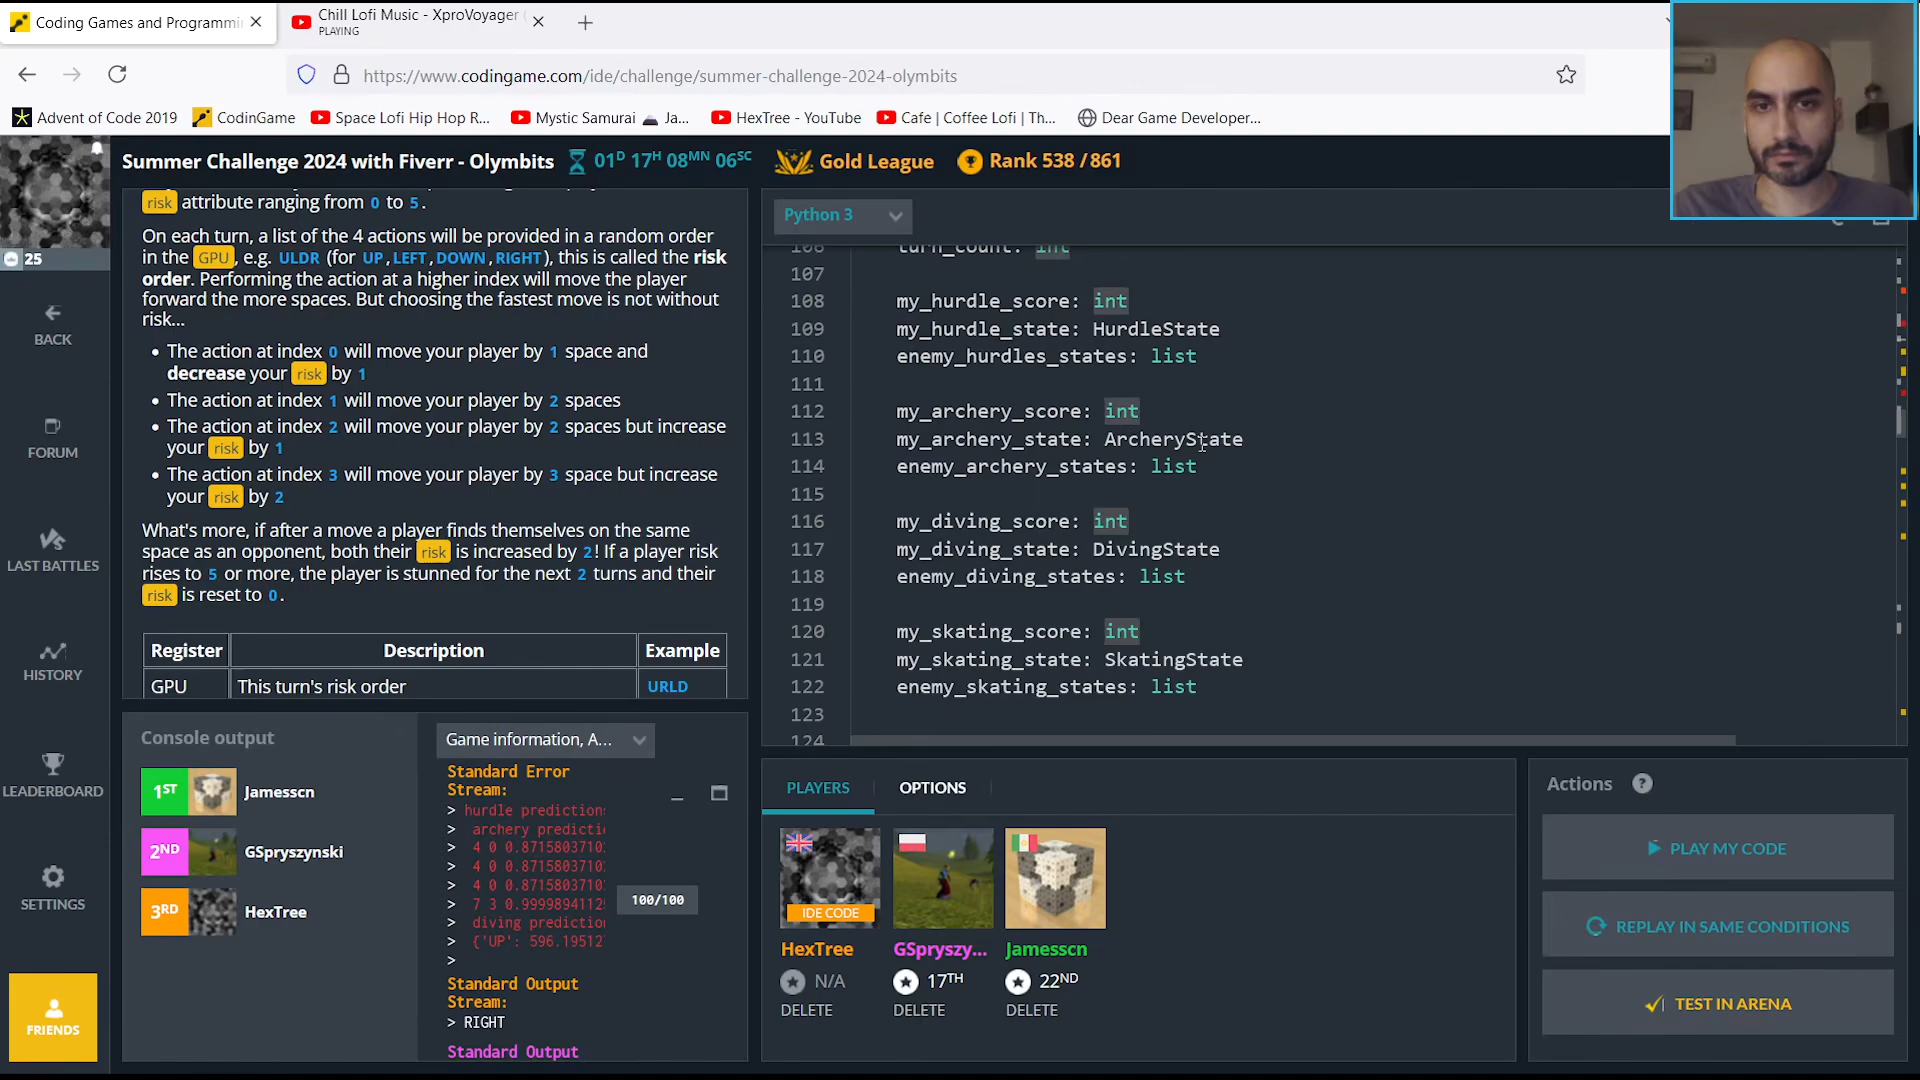 Coding Games and Programmi
Chill Lofi Music - XproVoyager (
PLAYING
https://www.codingame.com/ide/challenge/summer-challenge-2024-olymbits
Advent of Code 2019
CodinGame
Space Lofi Hip Hop R...
Mystic Samurai
Ja...
HexTree - YouTube
Cafe | Coffee Lofi | Th...
Dear Game Developer...
Summer Challenge 2024 with Fiverr - Olymbits
01D 17H 08MN 06SC
Gold League
Rank 538 / 861
25
BACK
FORUM
LAST BATTLES
HISTORY
LEADERBOARD
SETTINGS
FRIENDS
risk attribute ranging from 0 to 5.
On each turn, a list of the 4 actions will be provided in a random order
in the GPU, e.g. ULDR (for UP,LEFT,DOWN,RIGHT), this is called the risk
order. Performing the action at a higher index will move the player
forward the more spaces. But choosing the fastest move is not without
risk...
• The action at index 0 will move your player by 1 space and
decrease your risk by 1
• The action at index 1 will move your player by 2 spaces
• The action at index 2 will move your player by 2 spaces but increase
your risk by 1
• The action at index 3 will move your player by 3 space but increase
your risk by 2
What's more, if after a move a player finds themselves on the same
space as an opponent, both their risk is increased by 2! If a player risk
rises to 5 or more, the player is stunned for the next 2 turns and their
risk is reset to 0.
Register Description Example
GPU This turn's risk order URLD
Python 3
106 turn_count: int
107
108 my_hurdle_score: int
109 my_hurdle_state: HurdleState
110 enemy_hurdles_states: list
111
112 my_archery_score: int
113 my_archery_state: ArcheryState
114 enemy_archery_states: list
115
116 my_diving_score: int
117 my_diving_state: DivingState
118 enemy_diving_states: list
119
120 my_skating_score: int
121 my_skating_state: SkatingState
122 enemy_skating_states: list
123
124
Console output
1ST Jamesscn
2ND GSpryszynski
3RD HexTree
Game information, A...
Standard Error
Stream:
> hurdle predictions
> archery predicti
> 4 0 0.8715803710
> 4 0 0.8715803710
> 4 0 0.8715803710
> 7 3 0.999989412
> diving prediction
> {'UP': 596.19512
>
Standard Output
Stream:
> RIGHT
Standard Output
100/100
PLAYERS
OPTIONS
IDE CODE
HexTree
N/A
DELETE
GSpryszy...
17TH
DELETE
Jamesscn
22ND
DELETE
Actions ?
PLAY MY CODE
REPLAY IN SAME CONDITIONS
TEST IN ARENA